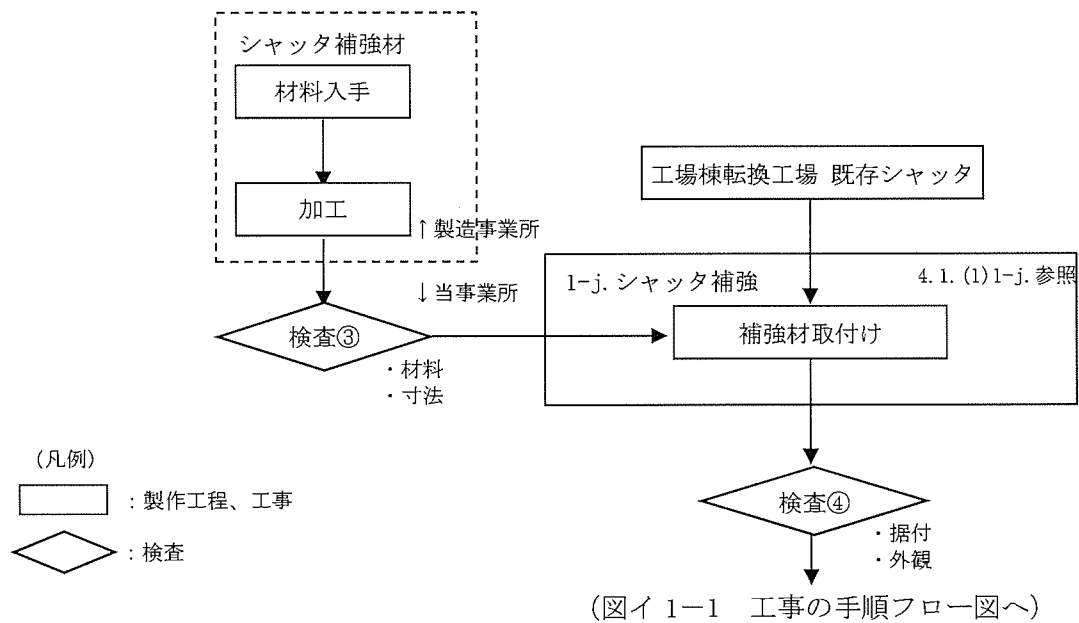 シャッタ補強材
材料入手
加工
↑製造事業所
↓当事業所
検査③
・材料
・寸法
工場棟転換工場 既存シャッタ
1-j.シャッタ補強
4.1.(1)1-j.参照
補強材取付け
検査④
・据付
・外観
(図イ1-1 工事の手順フロー図へ)
(凡例)
:製作工程、工事
:検査